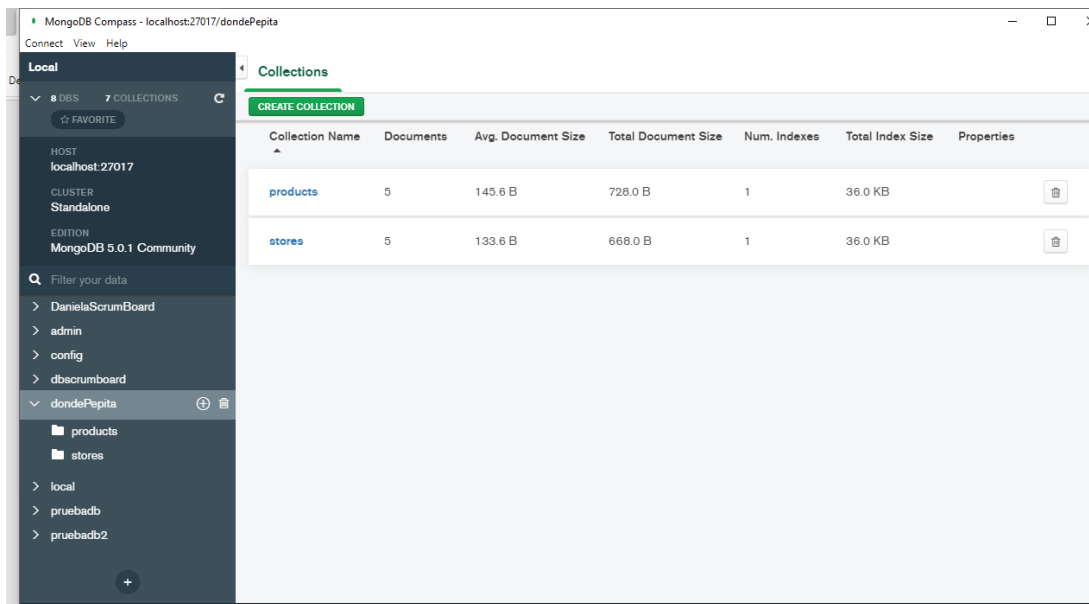 MongoDB Compass - localhost:27017/dondePepita
Connect View Help
De
Local
8 DBS 7 COLLECTIONS
FAVORITE
HOST
localhost:27017
CLUSTER
Standalone
EDITION
MongoDB 5.0.1 Community
Filter your data
DanielaScrumBoard
admin
config
dbscrumboard
dondePepita
products
stores
local
pruebadb
pruebadb2
Collections
CREATE COLLECTION
Collection Name Documents Avg. Document Size Total Document Size Num. Indexes Total Index Size Properties
products 5 145.6 B 728.0 B 1 36.0 KB
stores 5 133.6 B 668.0 B 1 36.0 KB